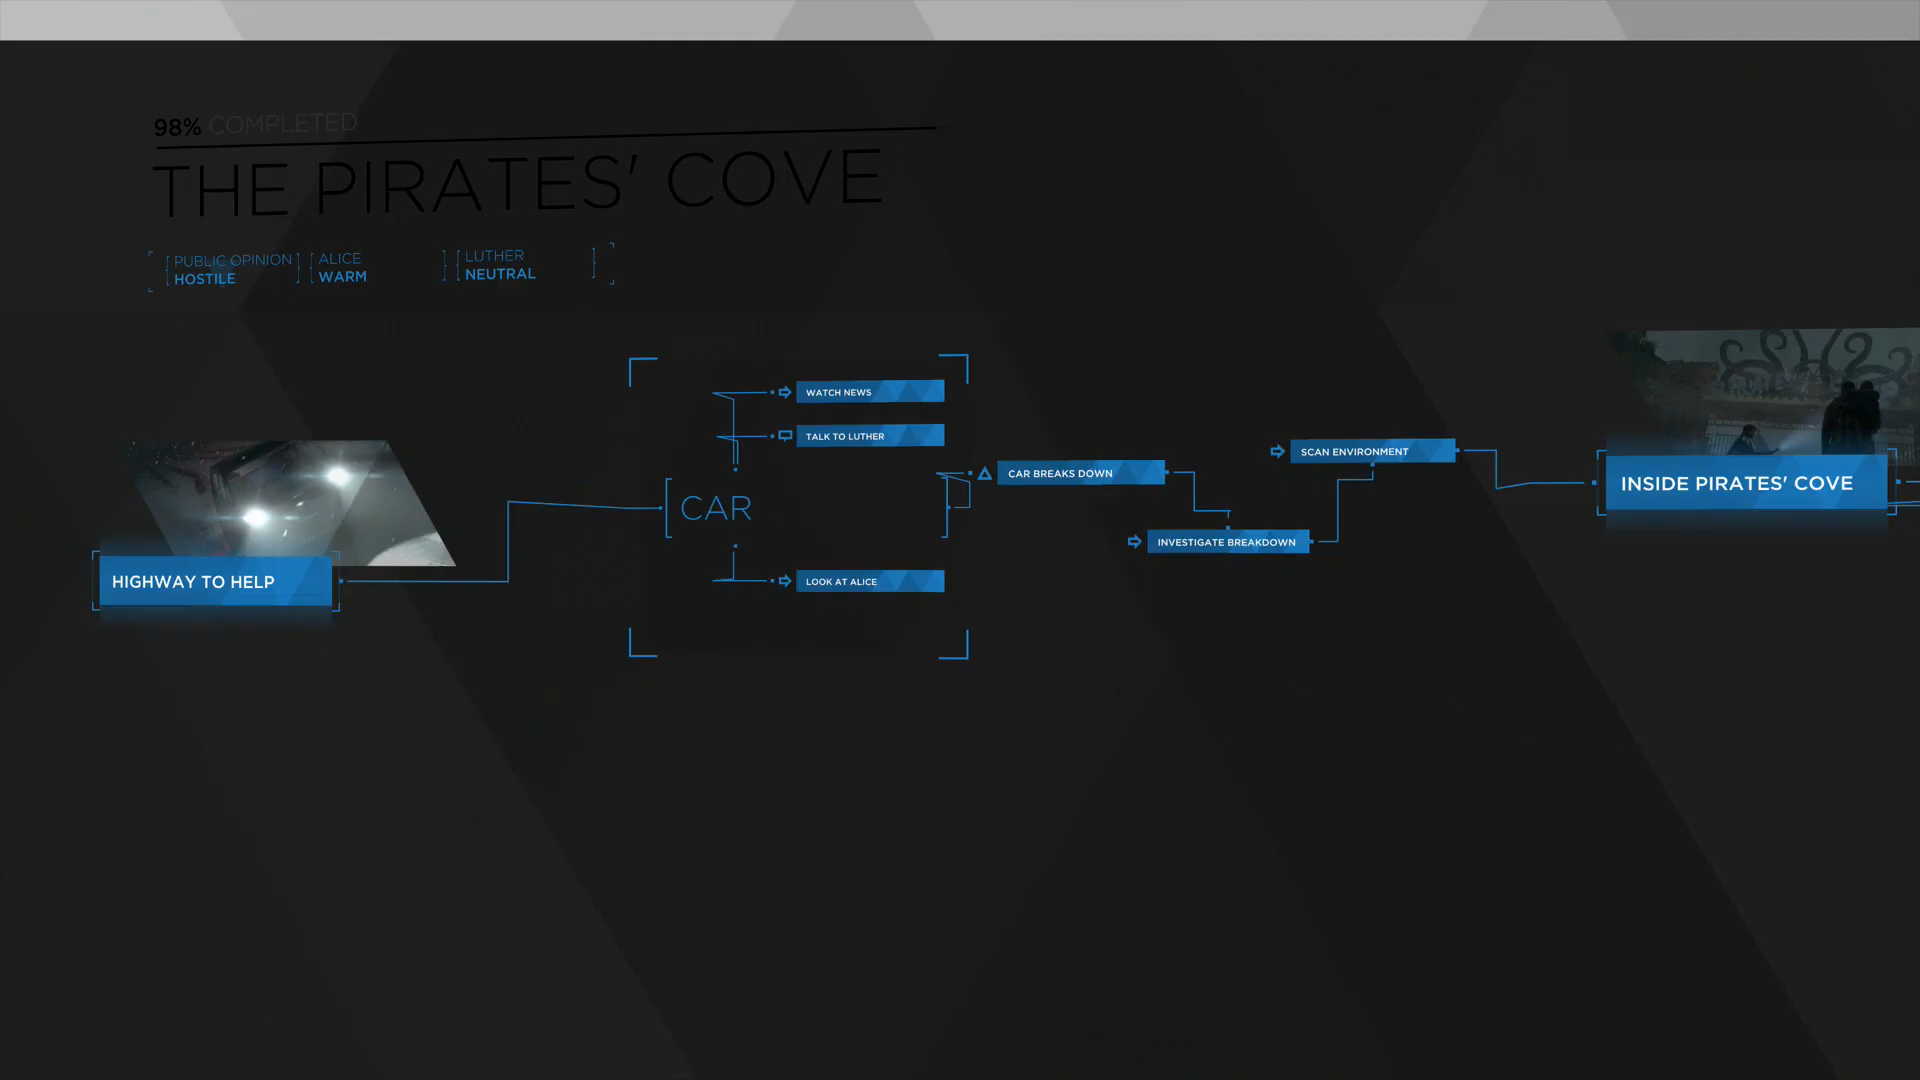 98% COMPLETED
THE PIRATES' COVE
PUBLIC OPINION
HOSTILE
ALICE
WARM
LUTHER
NEUTRAL
WATCH NEWS
TALK TO LUTHER
CAR
LOOK AT ALICE
HIGHWAY TO HELP
CAR BREAKS DOWN
INVESTIGATE BREAKDOWN
SCAN ENVIRONMENT
INSIDE PIRATES' COVE